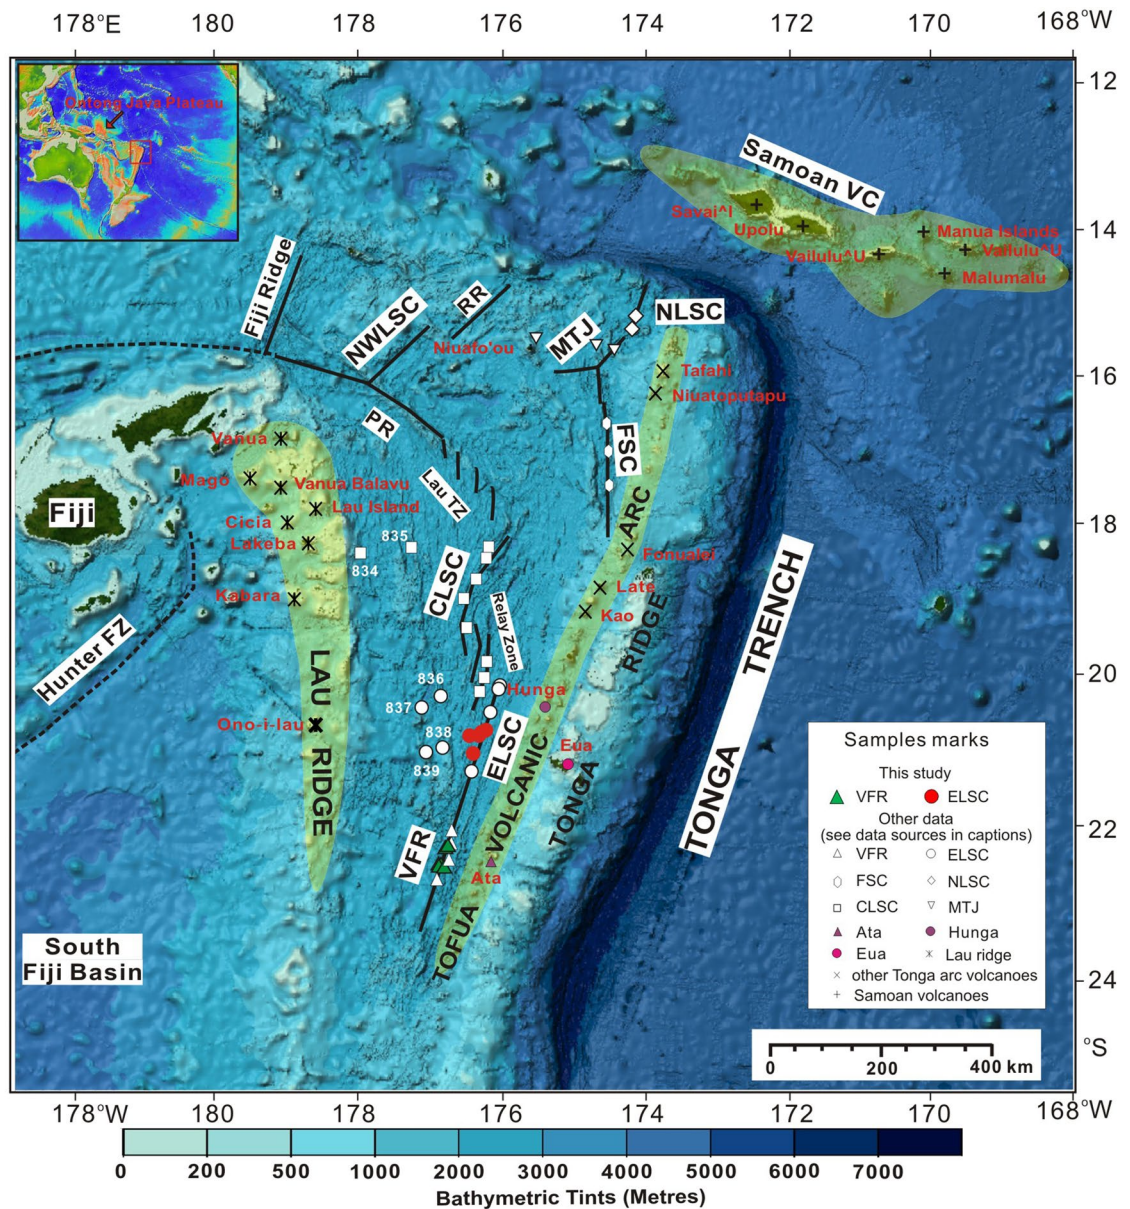 178°E 180 178 176 174 172 170 168°W
Ontong Java Plateau
12
Samoan VC
Savai^I
Upolu
14
Manua Islands
Vailulu^U
Vailulu^U
Malumalu
Fiji Ridge
NWLSC
RR
Niuafo'ou
MTJ
NLSC
Tafahi
16
Niuatoputapu
PR
FSC
Vanua
Mago
Vanua Balavu
Lau Island
Cicia
Lakeba
Kabara
Fiji
Lau TZ
835
834
18
CLSC
ARC
Fonualei
Late
Kao
RIDGE
Relay Zone
Hunter FZ
LAU
RIDGE
Ono-i-lau
836
837
838
839
20
Hunga
ELSC
Eua
VOLCANIC
TONGA
TONGA TRENCH
VFR
Ata
TOFUA
22
South
Fiji Basin
24
°S
Samples marks
This study
VFR ELSC
Other data
(see data sources in captions)
VFR ELSC
FSC NLSC
CLSC MTJ
Ata Hunga
Eua Lau ridge
other Tonga arc volcanoes
Samoan volcanoes
0 200 400 km
178°W 180 178 176 174 172 170 168°W
0 200 500 1000 2000 3000 4000 5000 6000 7000
Bathymetric Tints (Metres)